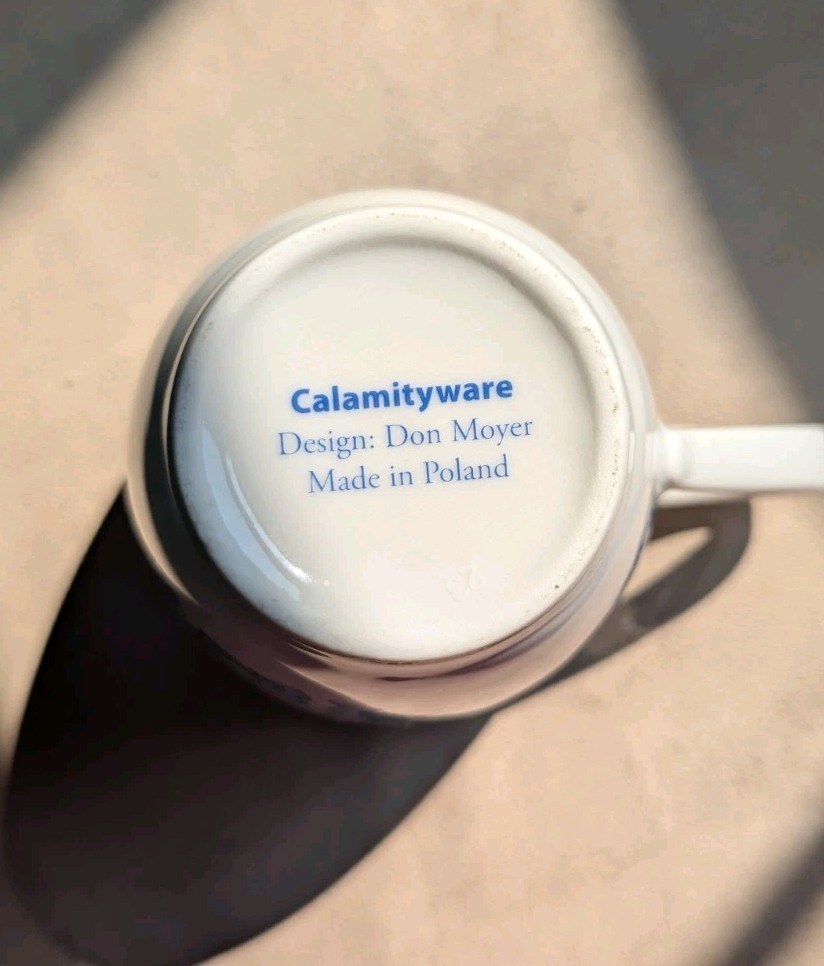 Calamityware
Design: Don Moyer
Made in Poland